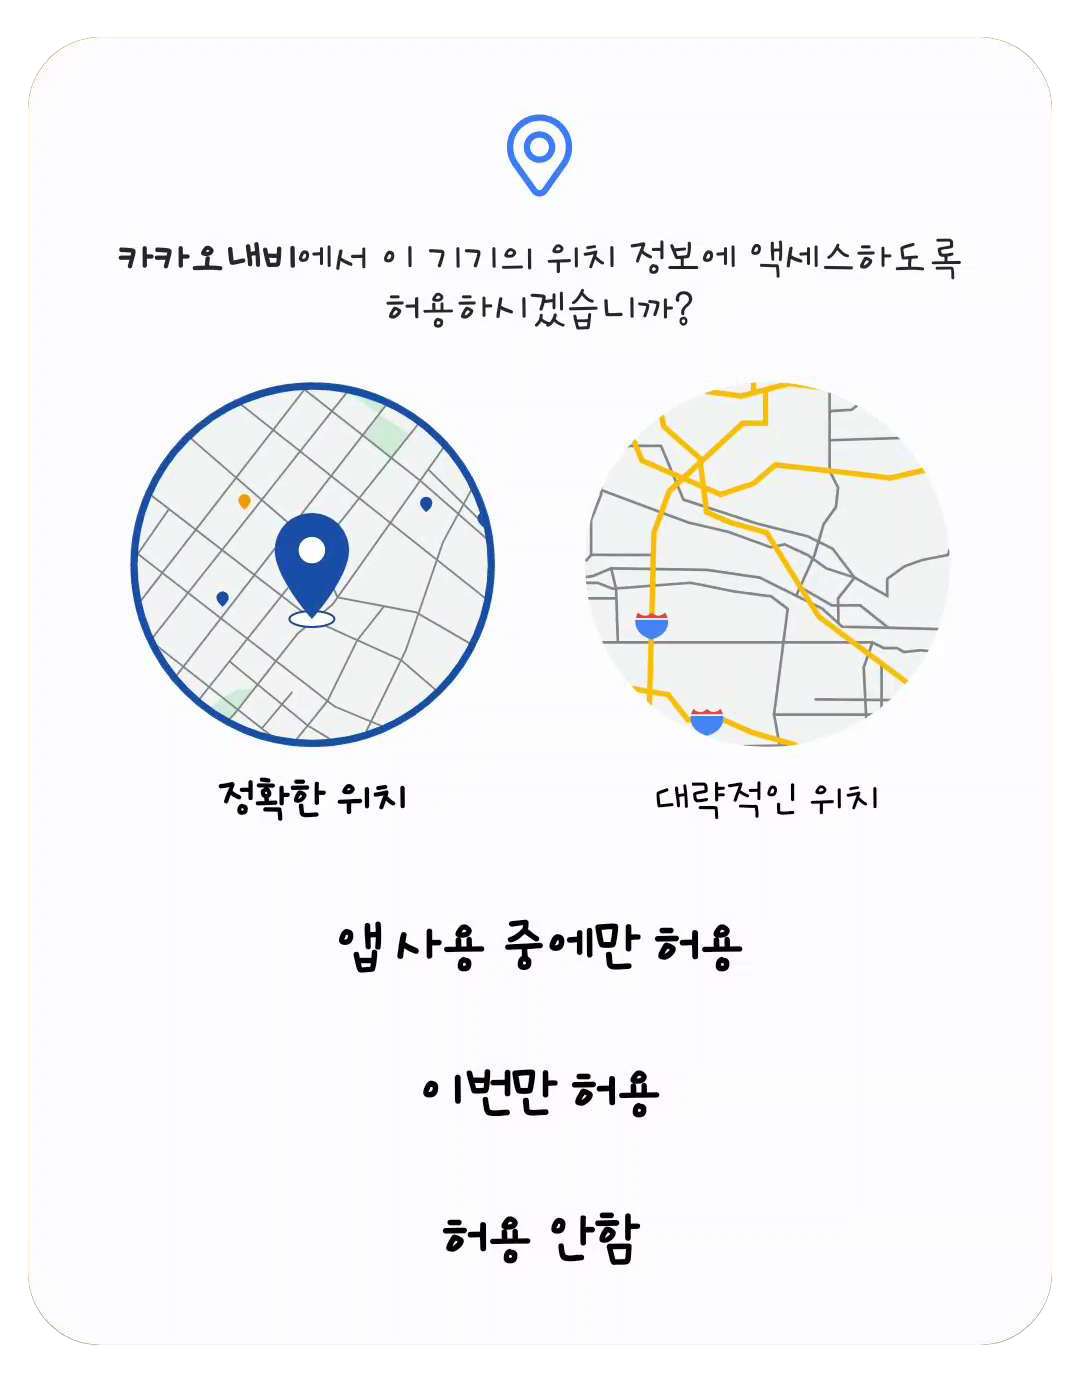 카카오내비에서 이 기기의 위치 정보에 액세스하도록
허용하시겠습니까?
정확한 위치
대략적인 위치
앱 사용 중에만 허용
이번만 허용
허용 안함